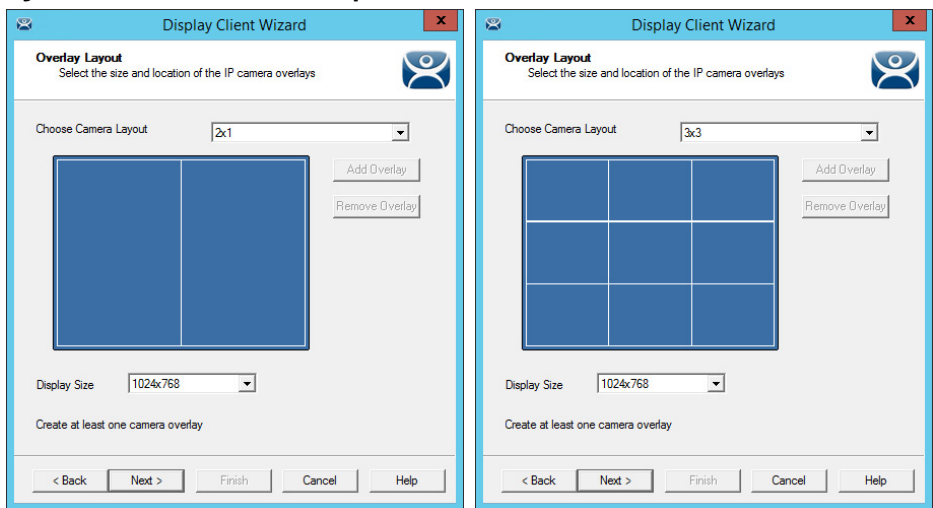 Display Client Wizard
x
Overlay Layout
Select the size and location of the IP camera overlays
Choose Camera Layout
2x1
Add Overlay
Remove Overlay
Display Size
1024x768
Create at least one camera overlay
< Back
Next >
Finish
Cancel
Help
Display Client Wizard
x
Overlay Layout
Select the size and location of the IP camera overlays
Choose Camera Layout
3x3
Add Overlay
Remove Overlay
Display Size
1024x768
Create at least one camera overlay
< Back
Next >
Finish
Cancel
Help